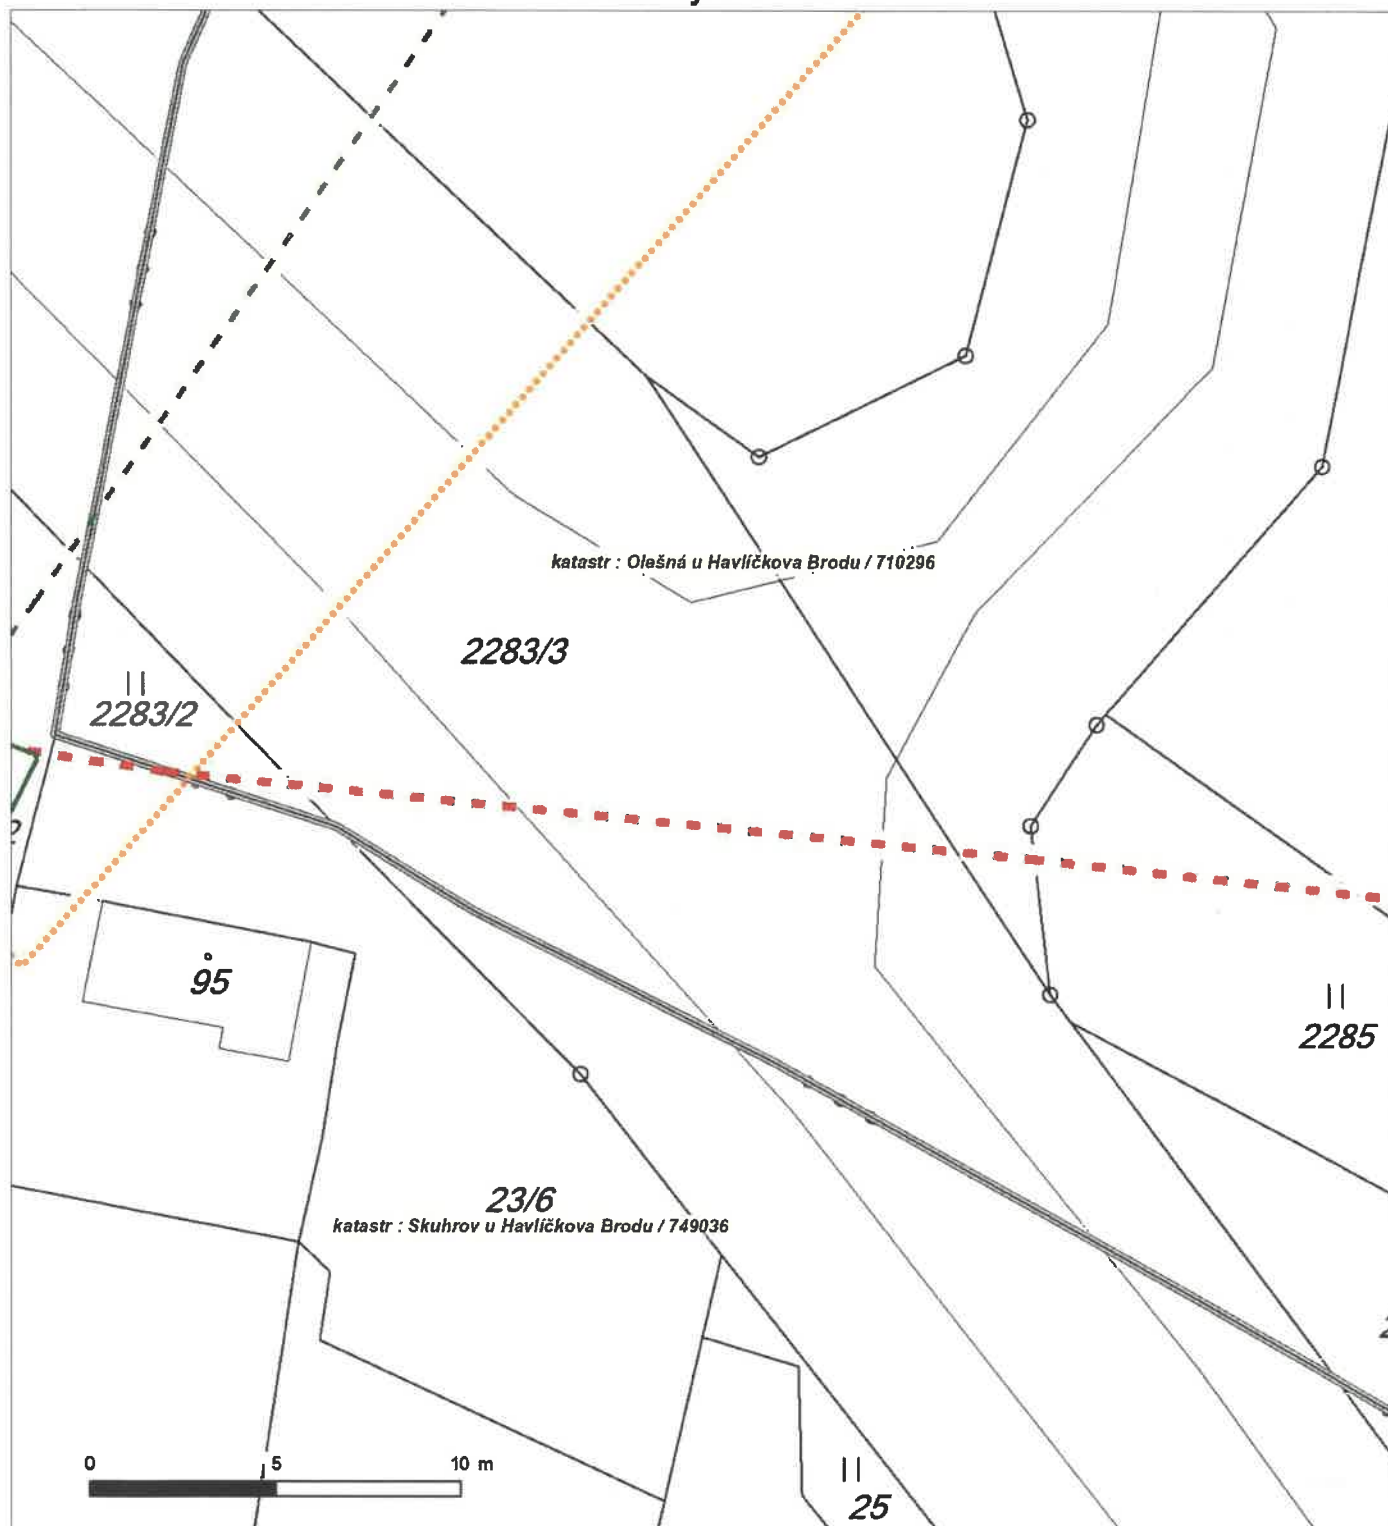 katastr : Olešná u Havlíčkova Brodu / 710296
2283/3
2283/2
95
2285
23/6
katastr : Skuhrov u Havlíčkova Brodu / 749036
0 5 10 m
25